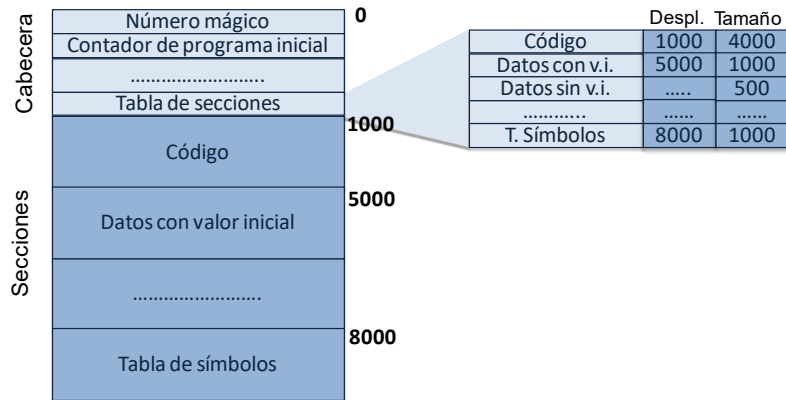 Cabecera
Número mágico
Contador de programa inicial
……………………..
Tabla de secciones
0
1000
Secciones
Código
5000
Datos con valor inicial
……………………..
8000
Tabla de símbolos
Despl. Tamaño
Código 1000 4000
Datos con v.i. 5000 1000
Datos sin v.i. ….. 500
………... …... …...
T. Símbolos 8000 1000